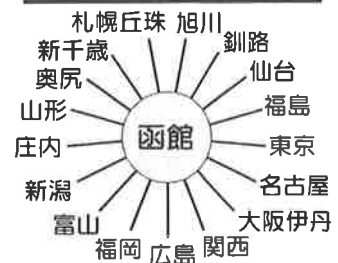 札幌丘珠
旭川
新千歳
釧路
奥尻
仙台
山形
福島
函館
庄内
東京
新潟
名古屋
富山
大阪伊丹
福岡
広島
関西